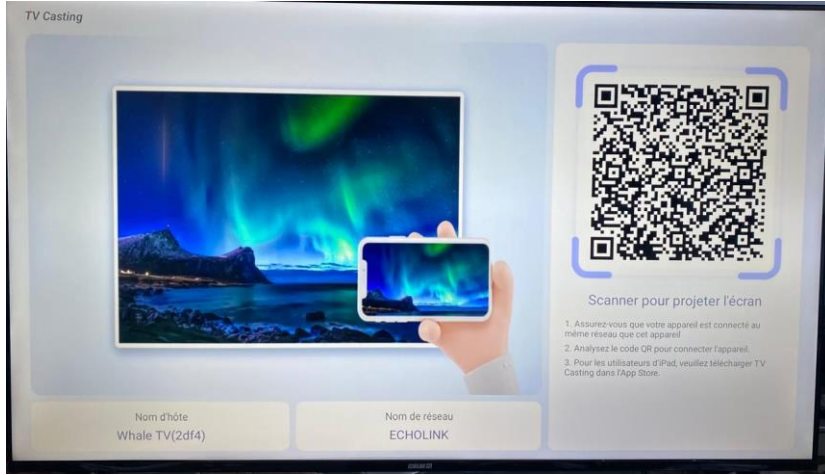 TV Casting
Scanner pour projeter l'écran
1. Assurez-vous que votre appareil est connecté au
même réseau que cet appareil
2. Analysez le code QR pour connecter l'appareil.
3. Pour les utilisateurs d'iPad, veuillez télécharger TV
Casting dans l'App Store.
Nom d'hôte
Whale TV(2df4)
Nom de réseau
ECHOLINK